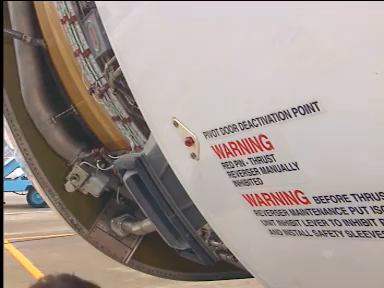 PIVOT DOOR DEACTIVATION POINT
WARNING
RED PIN - THRUST
REVERSER MANUALLY
INHIBITED
WARNING BEFORE THRUS
REVERSER MAINTENANCE PUT ISO
UNIT INHIBIT LEVER TO INHIBIT P
AND INSTALL SAFETY SLEEVES